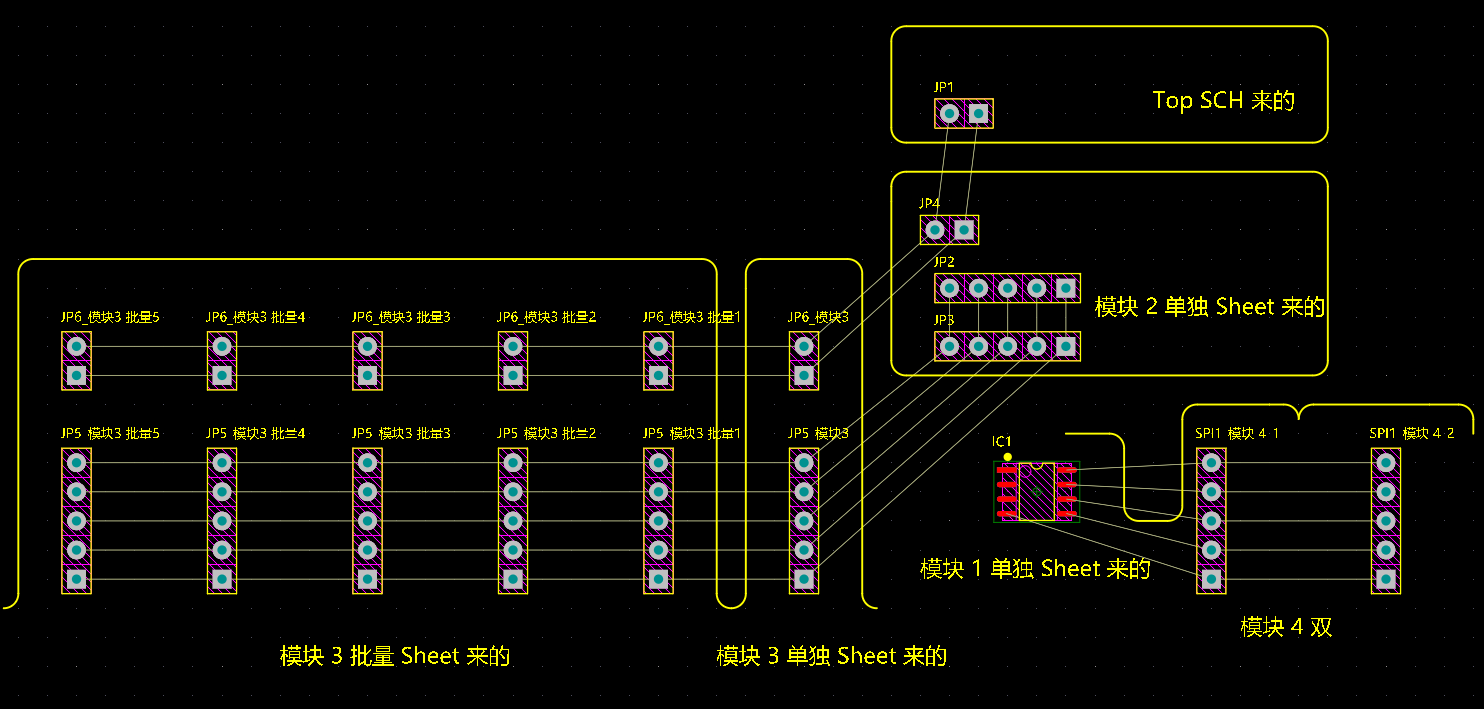 JP1
Top SCH 来的
JP4
JP2
模块 2 单独 Sheet 来的
JP3
JP6_模块3 批量5
JP6_模块3 批量4
JP6_模块3 批量3
JP6_模块3 批量2
JP6_模块3 批量1
JP6_模块3
JP5 模块3 批量5
JP5 模块3 批量4
JP5 模块3 批量3
JP5 模块3 批量2
JP5 模块3 批量1
JP5 模块3
IC1
SPI1 模块 4-1
SPI1 模块 4-2
模块 1 单独 Sheet 来的
模块 4 双
模块 3 批量 Sheet 来的
模块 3 单独 Sheet 来的